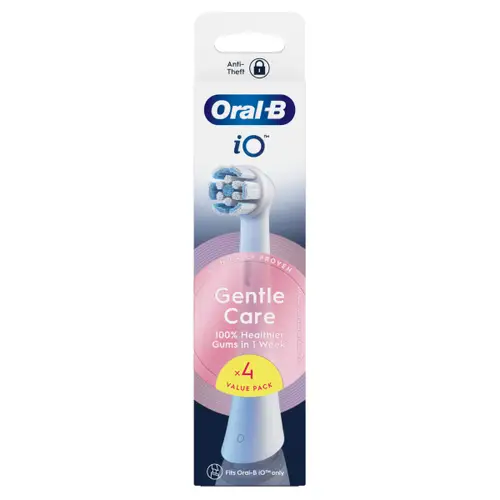 Anti-
Theft
Oral-B
iO™
PROVEN
Gentle
Care
100% Healthier
Gums in 1 Week
x4
VALUE PACK
Fits Oral-B iO™ only